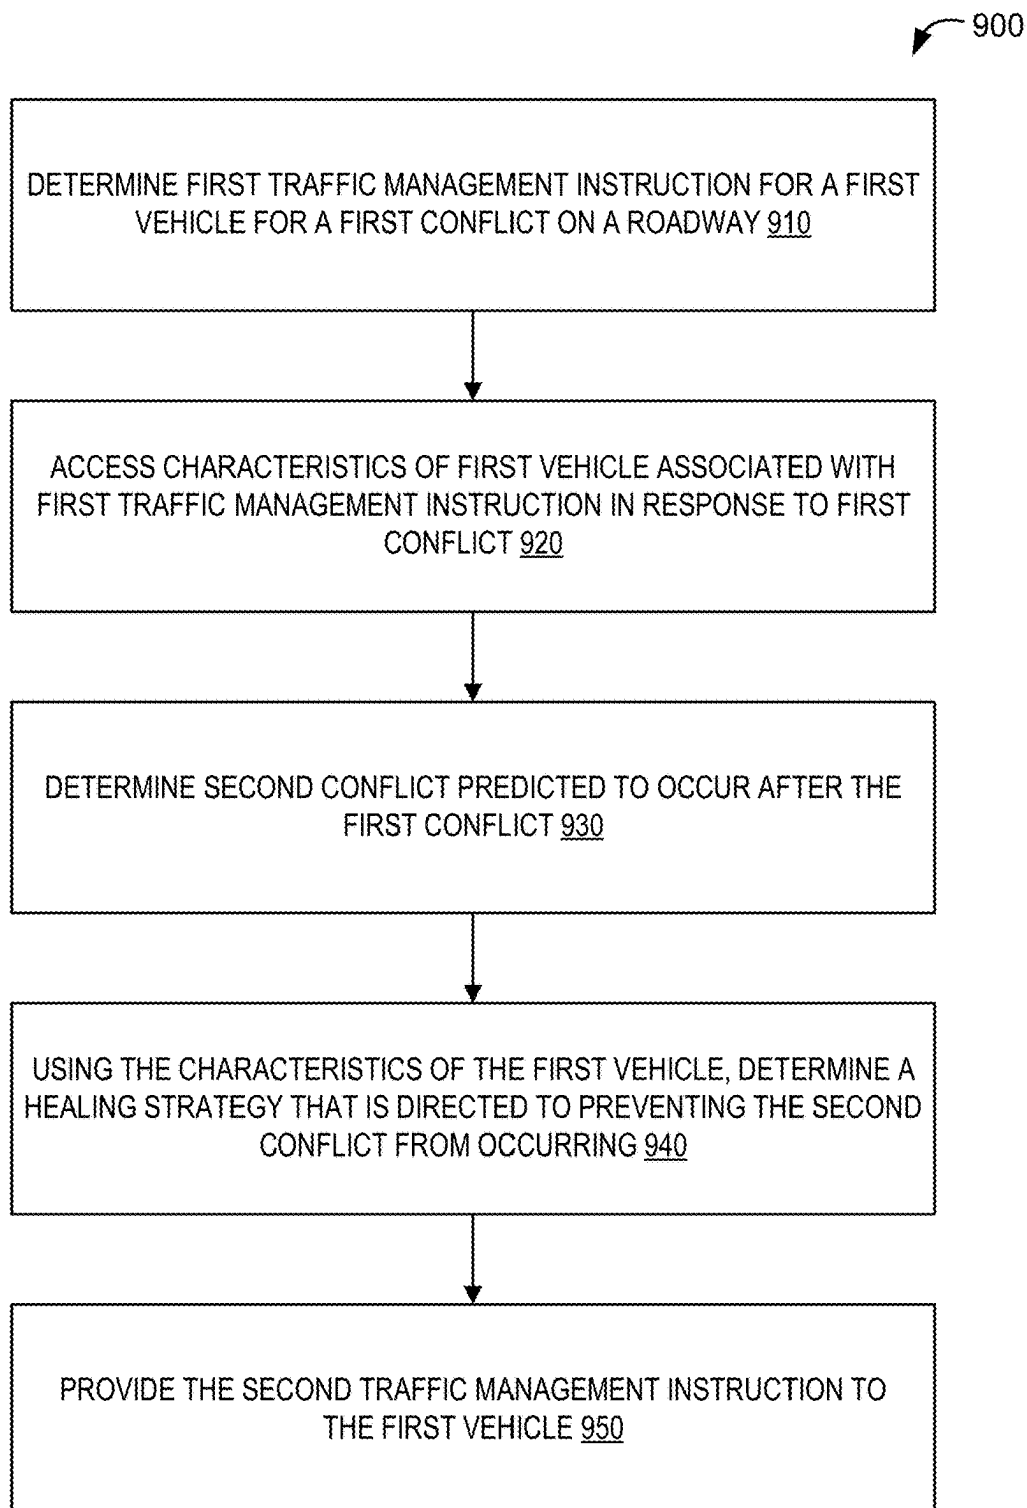 900
DETERMINE FIRST TRAFFIC MANAGEMENT INSTRUCTION FOR A FIRST
VEHICLE FOR A FIRST CONFLICT ON A ROADWAY 910
ACCESS CHARACTERISTICS OF FIRST VEHICLE ASSOCIATED WITH
FIRST TRAFFIC MANAGEMENT INSTRUCTION IN RESPONSE TO FIRST
CONFLICT 920
DETERMINE SECOND CONFLICT PREDICTED TO OCCUR AFTER THE
FIRST CONFLICT 930
USING THE CHARACTERISTICS OF THE FIRST VEHICLE, DETERMINE A
HEALING STRATEGY THAT IS DIRECTED TO PREVENTING THE SECOND
CONFLICT FROM OCCURRING 940
PROVIDE THE SECOND TRAFFIC MANAGEMENT INSTRUCTION TO
THE FIRST VEHICLE 950